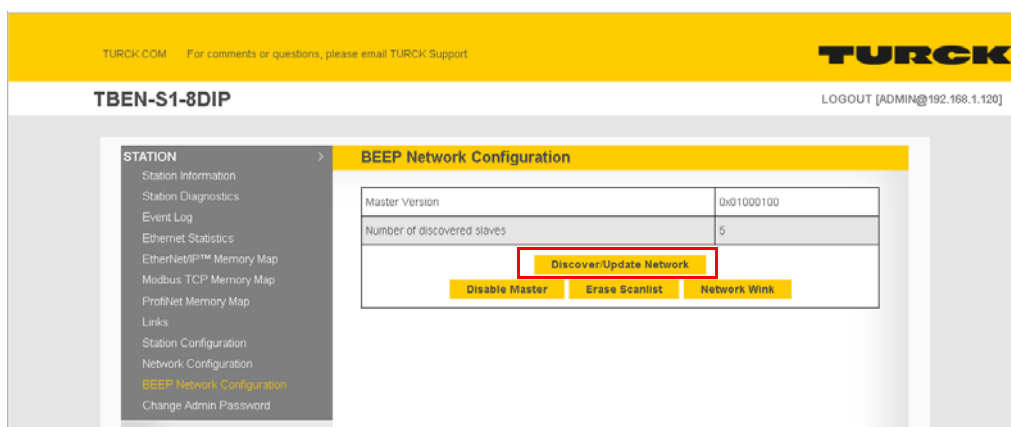 TURCK.COM For comments or questions, please email TURCK Support
TURCK
TBEN-S1-8DIP
LOGOUT [ADMIN@192.168.1.120]
STATION >
Station Information
Station Diagnostics
Event Log
Ethernet Statistics
EtherNet/IP™ Memory Map
Modbus TCP Memory Map
ProfiNet Memory Map
Links
Station Configuration
Network Configuration
BEEP Network Configuration
Change Admin Password
BEEP Network Configuration
Master Version 0x01000100
Number of discovered slaves 5
Discover/Update Network
Disable Master Erase Scanlist Network Wink